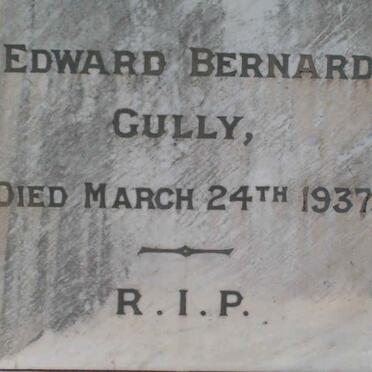 EDWARD BERNARD
GULLY,
DIED MARCH 24TH 1937
R.I.P.